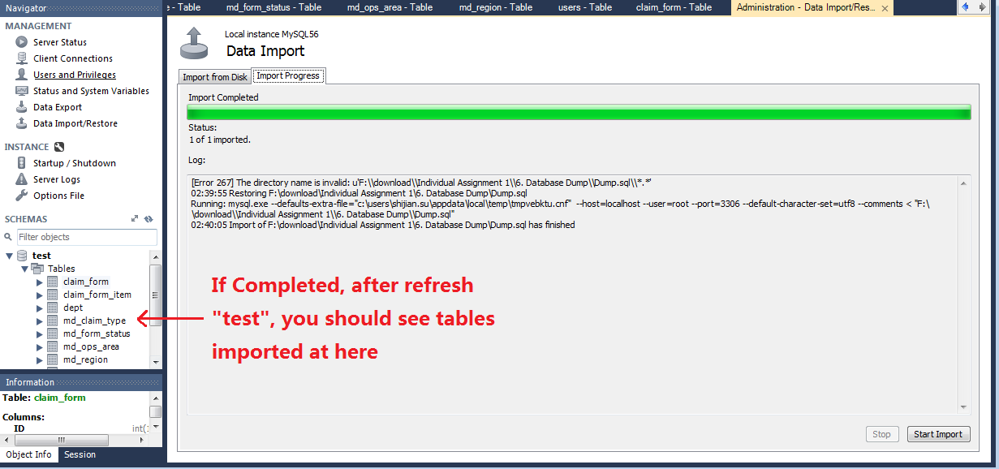 Navigator
MANAGEMENT
Server Status
Client Connections
Users and Privileges
Status and System Variables
Data Export
Data Import/Restore
INSTANCE
Startup / Shutdown
Server Logs
Options File
SCHEMAS
Filter objects
test
Tables
claim_form
claim_form_item
dept
md_claim_type
md_form_status
md_ops_area
md_region
Information
Table: claim_form
Columns:
ID int(
Object Info Session
e - Table md_form_status - Table md_ops_area - Table md_region - Table users - Table claim_form - Table Administration - Data Import/Res... ×
Local instance MySQL56
Data Import
Import from Disk Import Progress
Import Completed
Status:
1 of 1 imported.
Log:
[Error 267] The directory name is invalid: u'F:\\download\\Individual Assignment 1\\6. Database Dump\\Dump.sql\\*.*'
02:39:55 Restoring F:\download\Individual Assignment 1\6. Database Dump\Dump.sql
Running: mysql.exe --defaults-extra-file="c:\users\shijian.su\appdata\local\temp\tmpvebktu.cnf" --host=localhost --user=root --port=3306 --default-character-set=utf8 --comments < "F:\
\download\\Individual Assignment 1\\6. Database Dump\\Dump.sql"
02:40:05 Import of F:\download\Individual Assignment 1\6. Database Dump\Dump.sql has finished
If Completed, after refresh
"test", you should see tables
imported at here
Stop Start Import